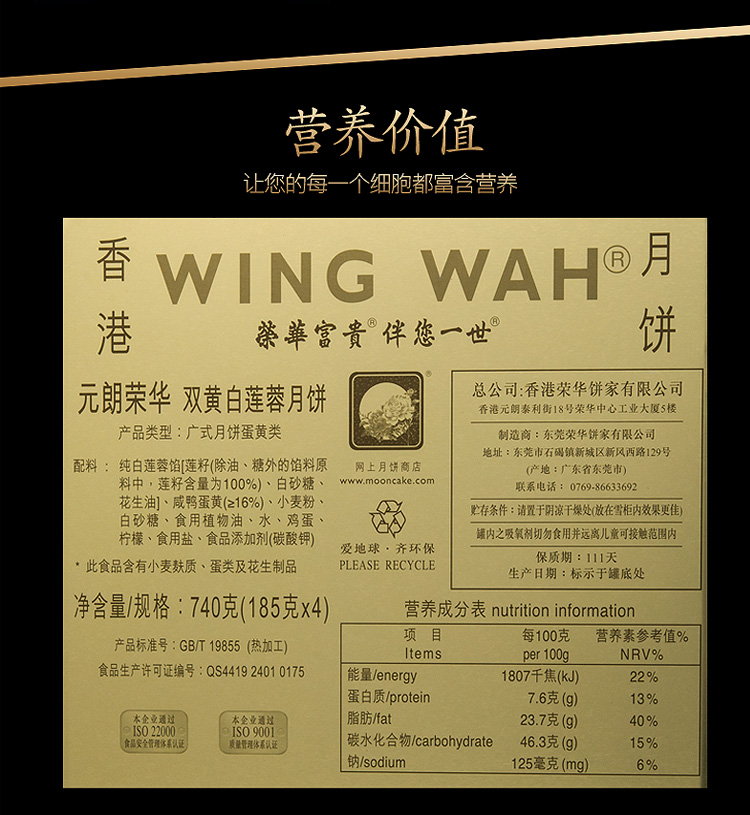 营养价值
让您的每一个细胞都富含营养
香港
WING WAH®
月饼
榮華富貴® 伴您一世®
元朗荣华 双黄白莲蓉月饼
产品类型：广式月饼蛋黄类
配料：纯白莲蓉馅[莲籽(除油、糖外的馅料原
料中，莲籽含量为100%)、白砂糖、
花生油]、咸鸭蛋黄(≥16%)、小麦粉、
白砂糖、食用植物油、水、鸡蛋、
柠檬、食用盐、食品添加剂(碳酸钾)
* 此食品含有小麦麸质、蛋类及花生制品
净含量/规格：740克(185克x4)
产品标准号：GB/T 19855 (热加工)
食品生产许可证编号：QS4419 2401 0175
本企业通过
ISO 22000
食品安全管理体系认证
本企业通过
ISO 9001
质量管理体系认证
®
网上月饼商店
www.mooncake.com
爱地球·齐环保
PLEASE RECYCLE
总公司:香港荣华饼家有限公司
香港元朗泰利街18号荣华中心工业大厦5楼
制造商：东莞荣华饼家有限公司
地址：东莞市石碣镇新城区新风西路129号
(产地：广东省东莞市)
联系电话： 0769-86633692
贮存条件：请置于阴凉干燥处(放在雪柜内效果更佳)
罐内之吸氧剂切勿食用并远离儿童可接触范围内
保质期：111天
生产日期：标示于罐底处
营养成分表 nutrition information
项 目 每100克 营养素参考值%
Items per 100g NRV%
能量/energy 1807千焦(kJ) 22%
蛋白质/protein 7.6克(g) 13%
脂肪/fat 23.7克(g) 40%
碳水化合物/carbohydrate 46.3克(g) 15%
钠/sodium 125毫克(mg) 6%